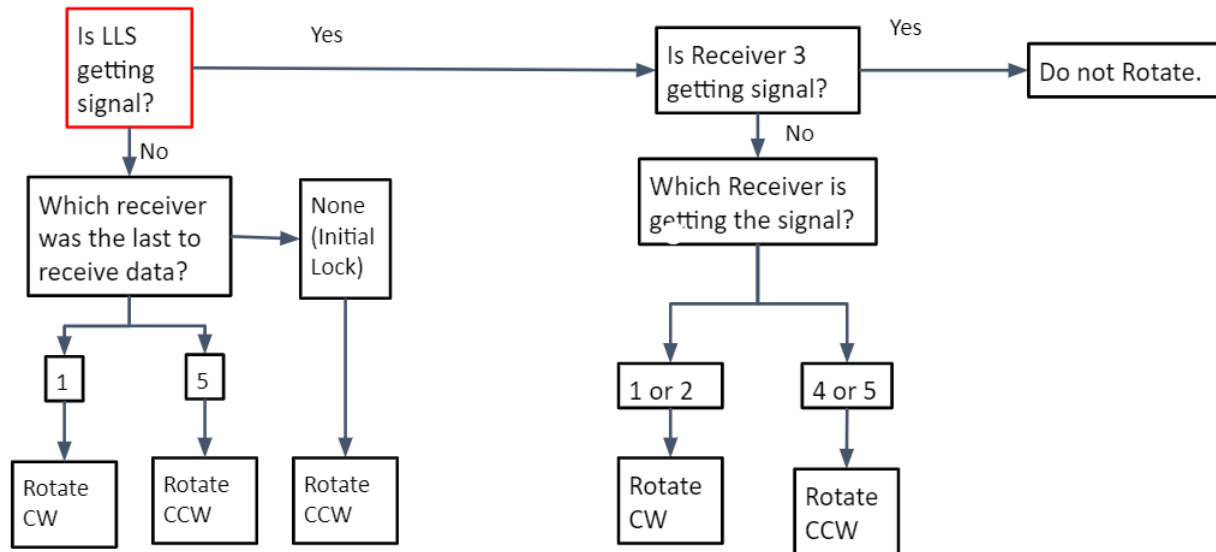 Is LLS
getting
signal?
Yes
Is Receiver 3
getting signal?
Yes
Do not Rotate.
No
No
Which receiver
was the last to
receive data?
None
(Initial
Lock)
Which Receiver is
getting the signal?
1
5
1 or 2
4 or 5
Rotate
CW
Rotate
CCW
Rotate
CCW
Rotate
CW
Rotate
CCW